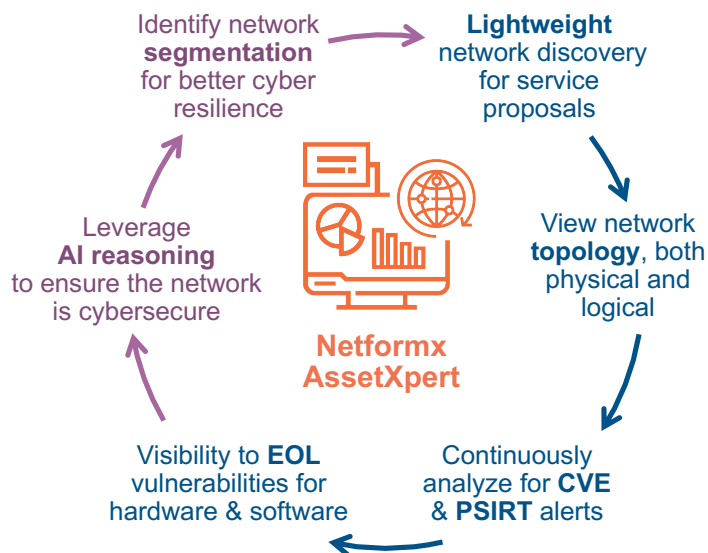 Identify network
segmentation
for better cyber
resilience
Lightweight
network discovery
for service
proposals
View network
topology, both
physical and
logical
Continuously
analyze for CVE
& PSIRT alerts
Visibility to EOL
vulnerabilities for
hardware & software
Leverage
AI reasoning
to ensure the network
is cybersecure
Netformx
AssetXpert